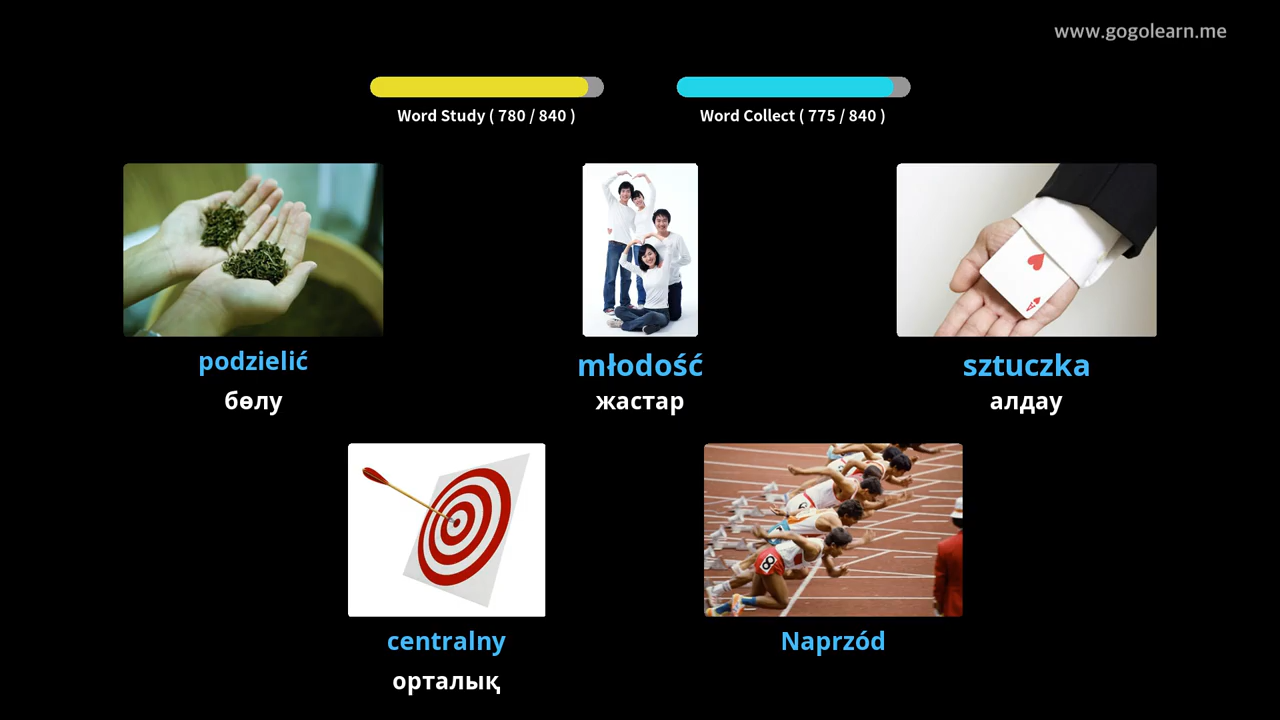 www.gogolearn.me
Word Study ( 780 / 840 )
Word Collect ( 775 / 840 )
podzielić
бөлу
młodość
жастар
sztuczka
алдау
centralny
орталық
Naprzód